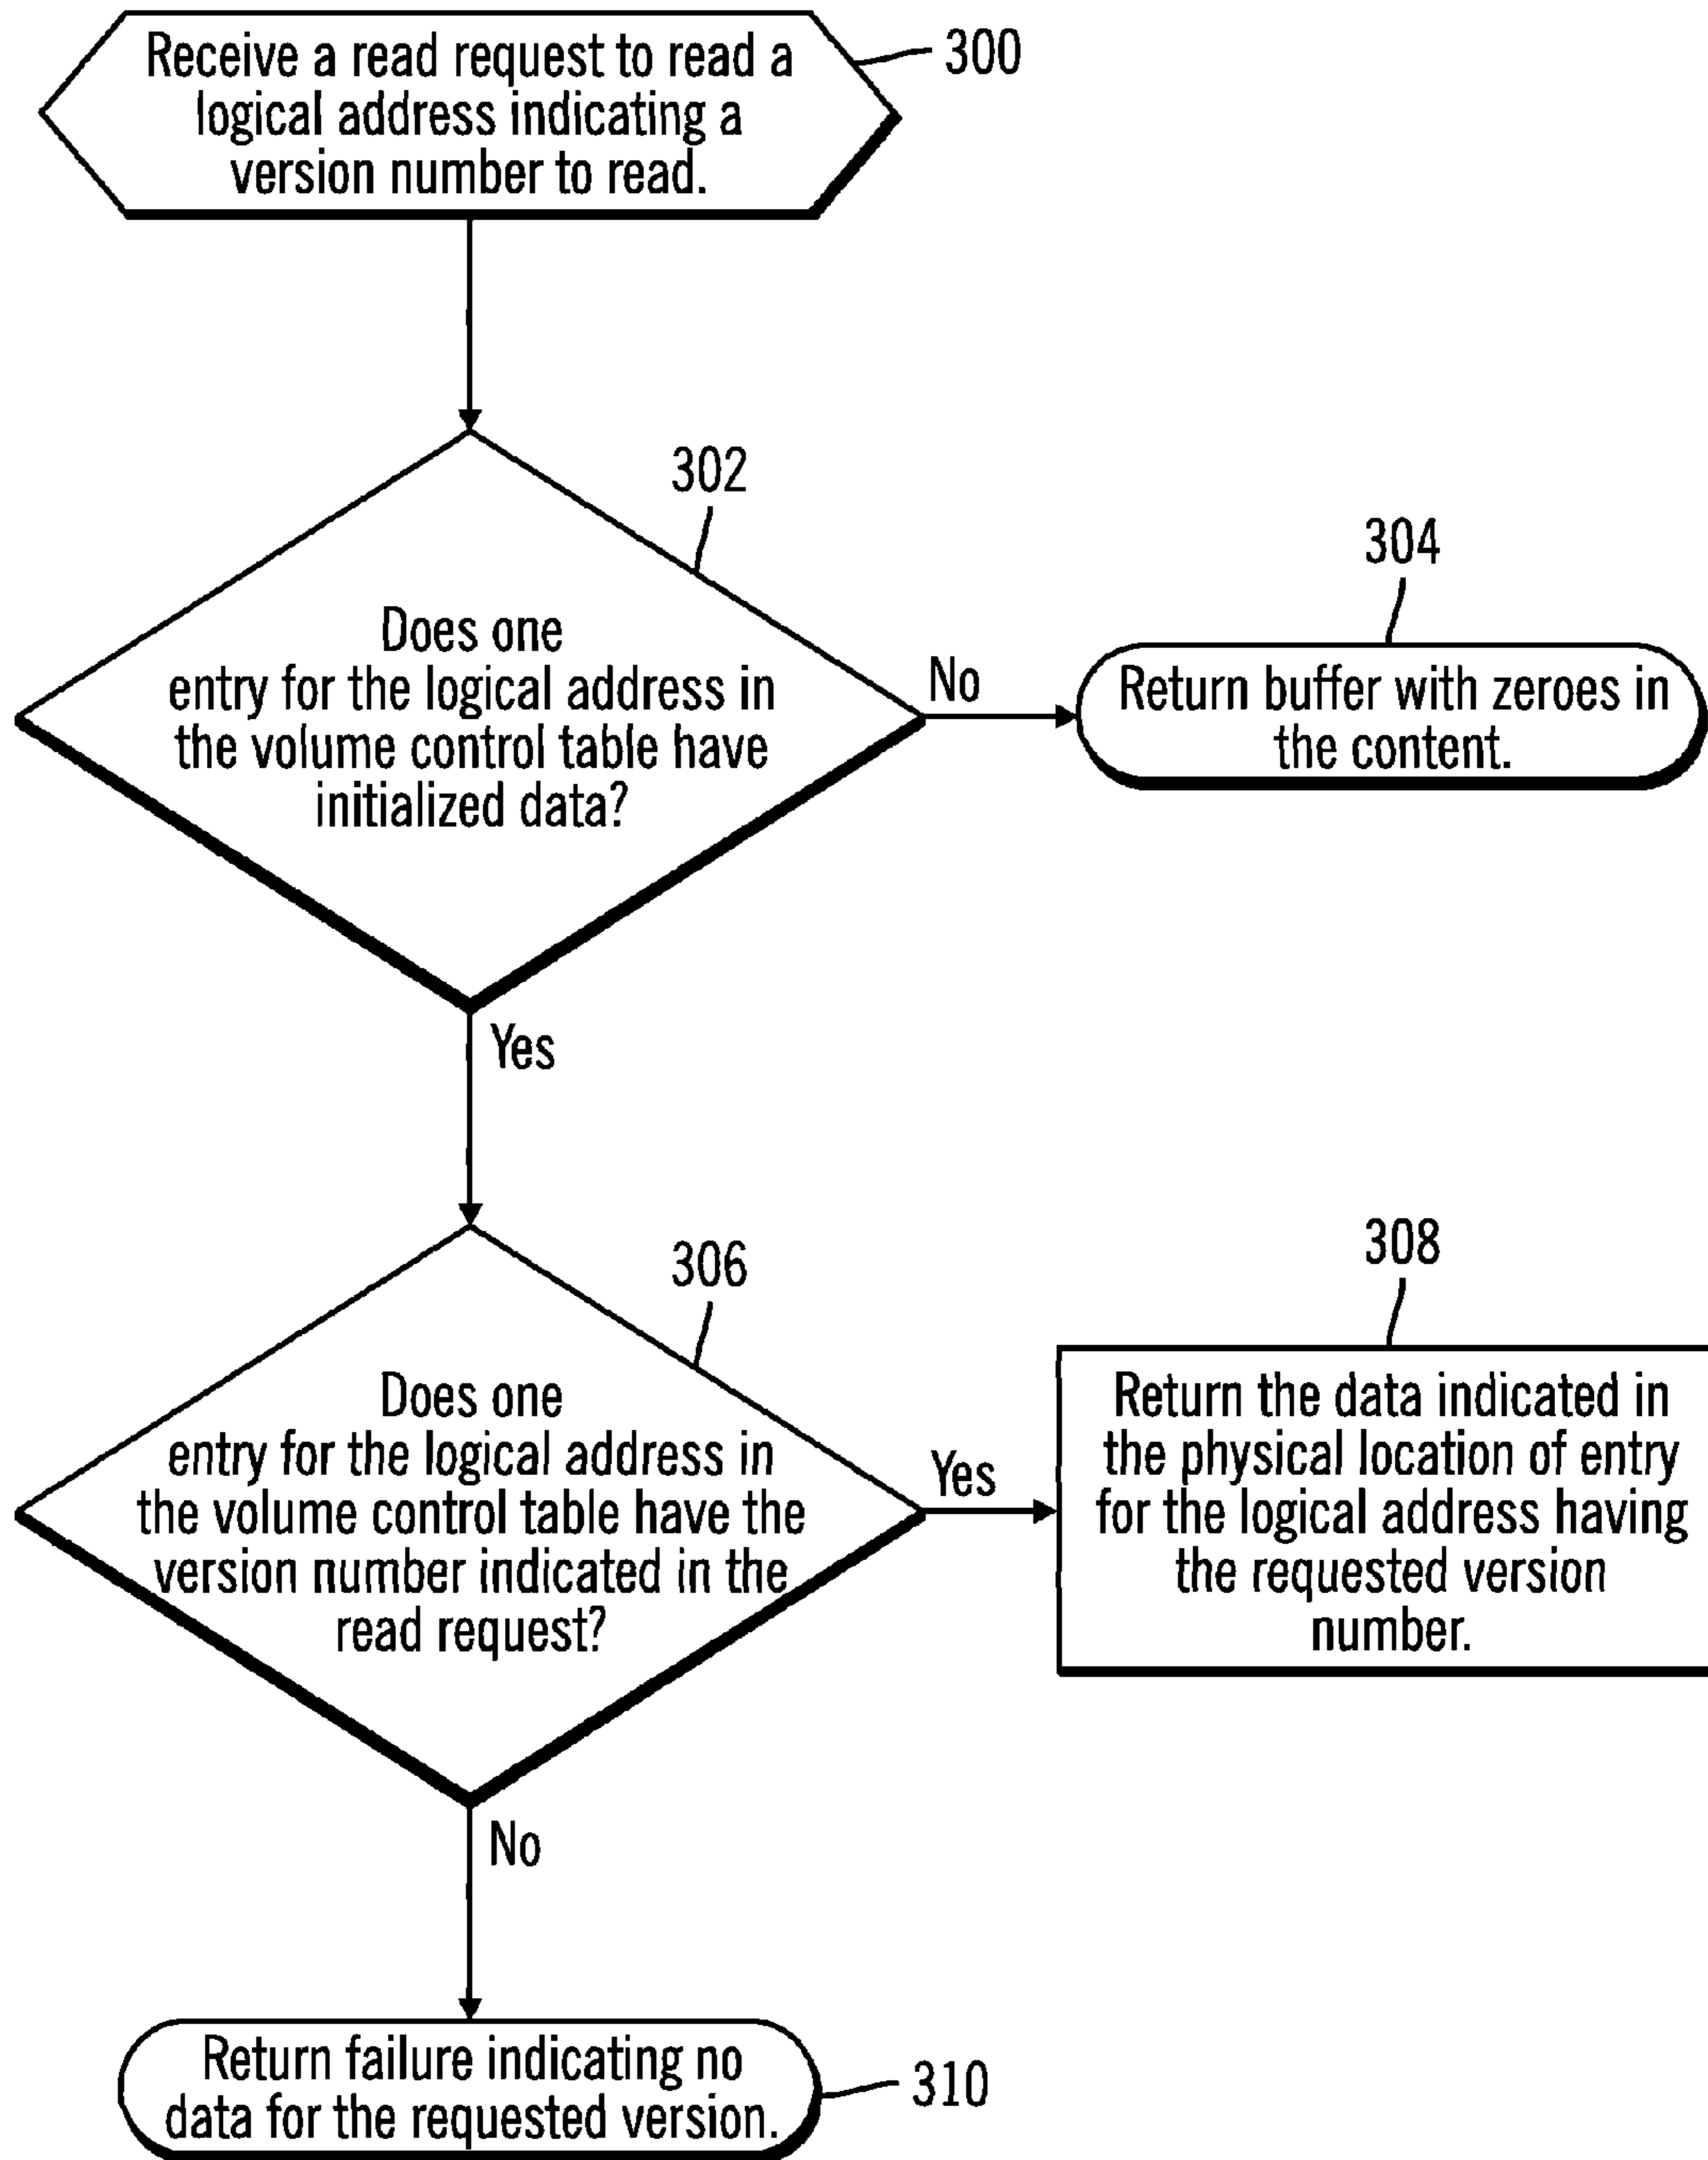 Receive a read request to read a
logical address indicating a
version number to read.
300
302
Does one
entry for the logical address in
the volume control table have
initialized data?
No
304
Return buffer with zeroes in
the content.
Yes
306
Does one
entry for the logical address in
the volume control table have the
version number indicated in the
read request?
Yes
308
Return the data indicated in
the physical location of entry
for the logical address having
the requested version
number.
No
Return failure indicating no
data for the requested version.
310